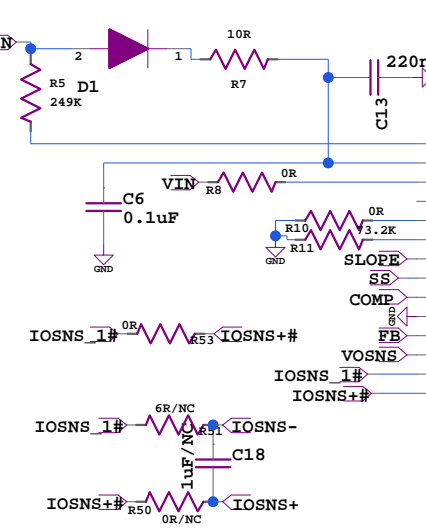 10R
N
2
1
220n
R5
D1
R7
249K
C13
VIN
R8
0R
C6
0.1uF
0R
R10
73.2K
R11
GND
GND
SLOPE
SS
COMP
GND
0R
IOSNS_1#
R53
IOSNS+#
FB
VOSNS
IOSNS_1#
IOSNS+#
6R/NC
IOSNS_1#
R51
IOSNS-
1uF/NC
C18
IOSNS+#
R50
IOSNS+
0R/NC